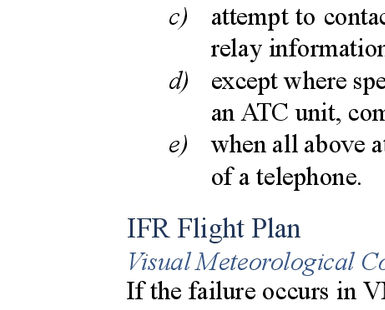 c) attempt to contac
relay information
d) except where spe
an ATC unit, com
e) when all above at
of a telephone.
IFR Flight Plan
Visual Meteorological Co
If the failure occurs in V